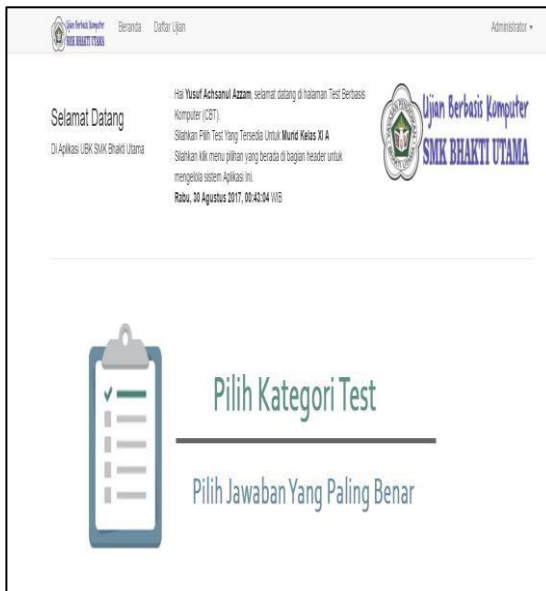 Ujian Berbasis Komputer
SMK BHAKTI UTAMA
Beranda Daftar Ujian
Administrator
Selamat Datang
Di Aplikasi UBK SMK Bhakti Utama
Hai Yusuf Achsanul Azzam, selamat datang di halaman Test Berbasis
Komputer (CBT).
Silahkan Pilih Test Yang Tersedia Untuk Murid Kelas XI A
Silahkan klik menu pilihan yang berada di bagian header untuk
mengelola sistem Aplikasi Ini.
Rabu, 30 Agustus 2017, 00:43:04 WIB
Ujian Berbasis Komputer
SMK BHAKTI UTAMA
Pilih Kategori Test
Pilih Jawaban Yang Paling Benar